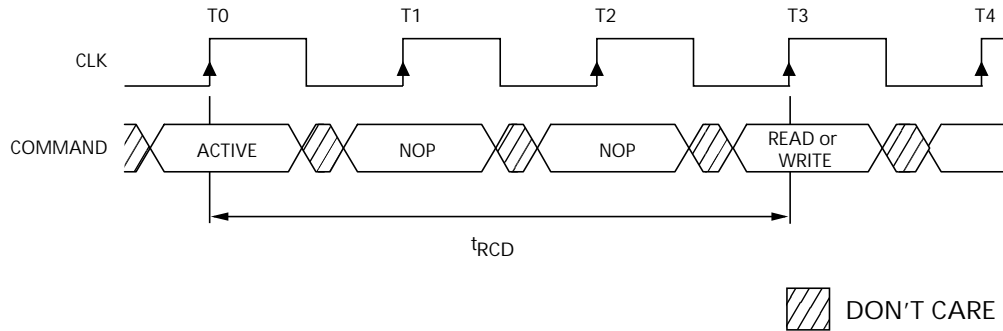 T0 T1 T2 T3 T4
CLK
COMMAND ACTIVE NOP NOP READ or
WRITE
tRCD
DON'T CARE